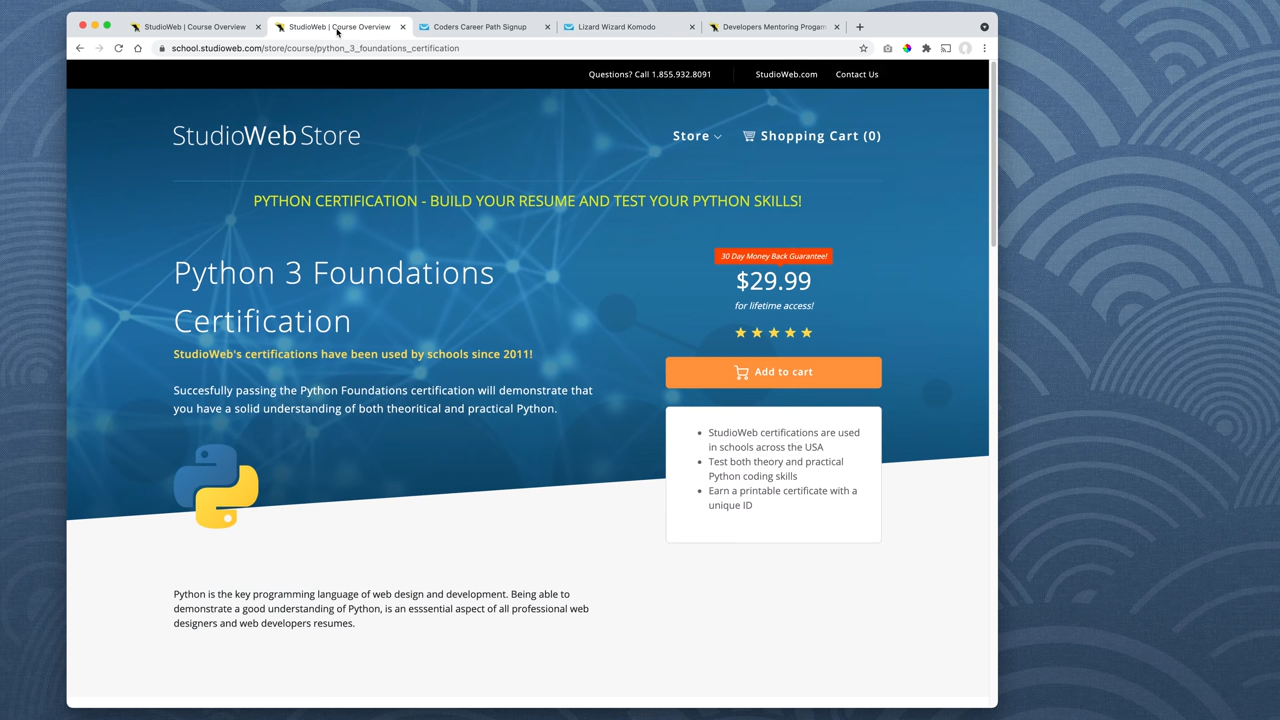 StudioWeb | Course Overview
StudioWeb | Course Overview
Coders Career Path Signup
Lizard Wizard Komodo
Developers Mentoring Progam
school.studioweb.com/store/course/python_3_foundations_certification
Questions? Call 1.855.932.8091
StudioWeb.com
Contact Us
StudioWeb Store
Store
Shopping Cart (0)
PYTHON CERTIFICATION - BUILD YOUR RESUME AND TEST YOUR PYTHON SKILLS!
Python 3 Foundations
Certification
StudioWeb's certifications have been used by schools since 2011!
Succesfully passing the Python Foundations certification will demonstrate that
you have a solid understanding of both theoritical and practical Python.
30 Day Money Back Guarantee!
$29.99
for lifetime access!
Add to cart
• StudioWeb certifications are used
in schools across the USA
• Test both theory and practical
Python coding skills
• Earn a printable certificate with a
unique ID
Python is the key programming language of web design and development. Being able to
demonstrate a good understanding of Python, is an esssential aspect of all professional web
designers and web developers resumes.